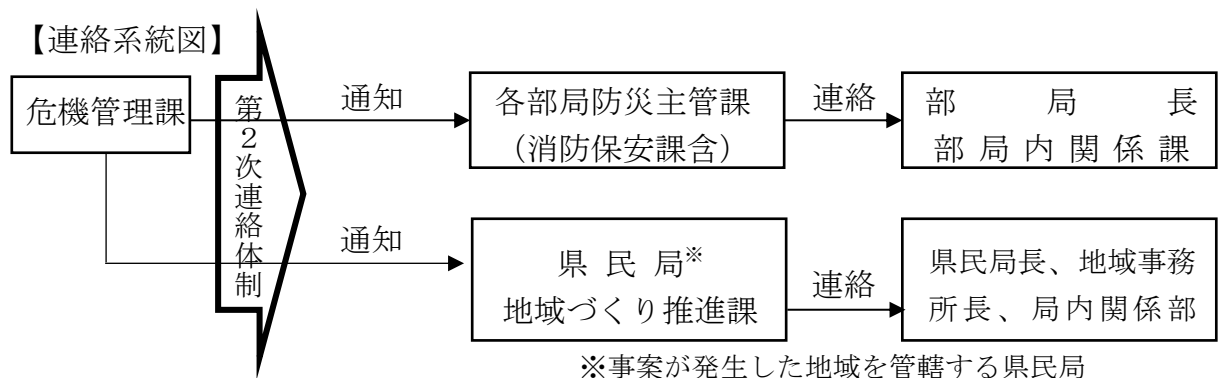 【連絡系統図】
危機管理課
第2次連絡体制
通知
各部局防災主管課
(消防保安課含)
連絡
部局長
部局内関係課
通知
県民局※
地域づくり推進課
連絡
県民局長、地域事務
所長、局内関係部
※事案が発生した地域を管轄する県民局